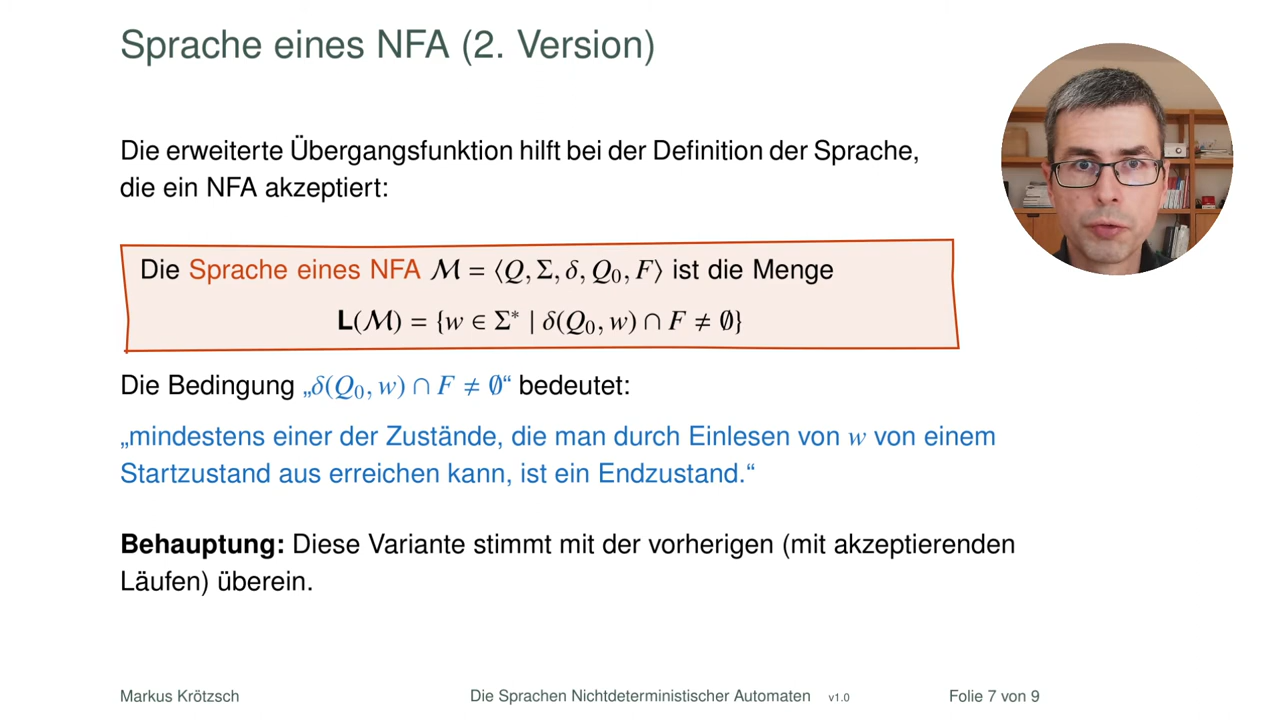 Sprache eines NFA (2. Version)
Die erweiterte Übergangsfunktion hilft bei der Definition der Sprache,
die ein NFA akzeptiert:
Die Sprache eines NFA ℳ = ⟨Q, Σ, δ, Q₀, F⟩ ist die Menge
L(ℳ) = {w ∈ Σ* | δ(Q₀, w) ∩ F ≠ ∅}
Die Bedingung „δ(Q₀, w) ∩ F ≠ ∅“ bedeutet:
„mindestens einer der Zustände, die man durch Einlesen von w von einem
Startzustand aus erreichen kann, ist ein Endzustand.“
Behauptung: Diese Variante stimmt mit der vorherigen (mit akzeptierenden
Läufen) überein.
Markus Krötzsch Die Sprachen Nichtdeterministischer Automaten v1.0 Folie 7 von 9